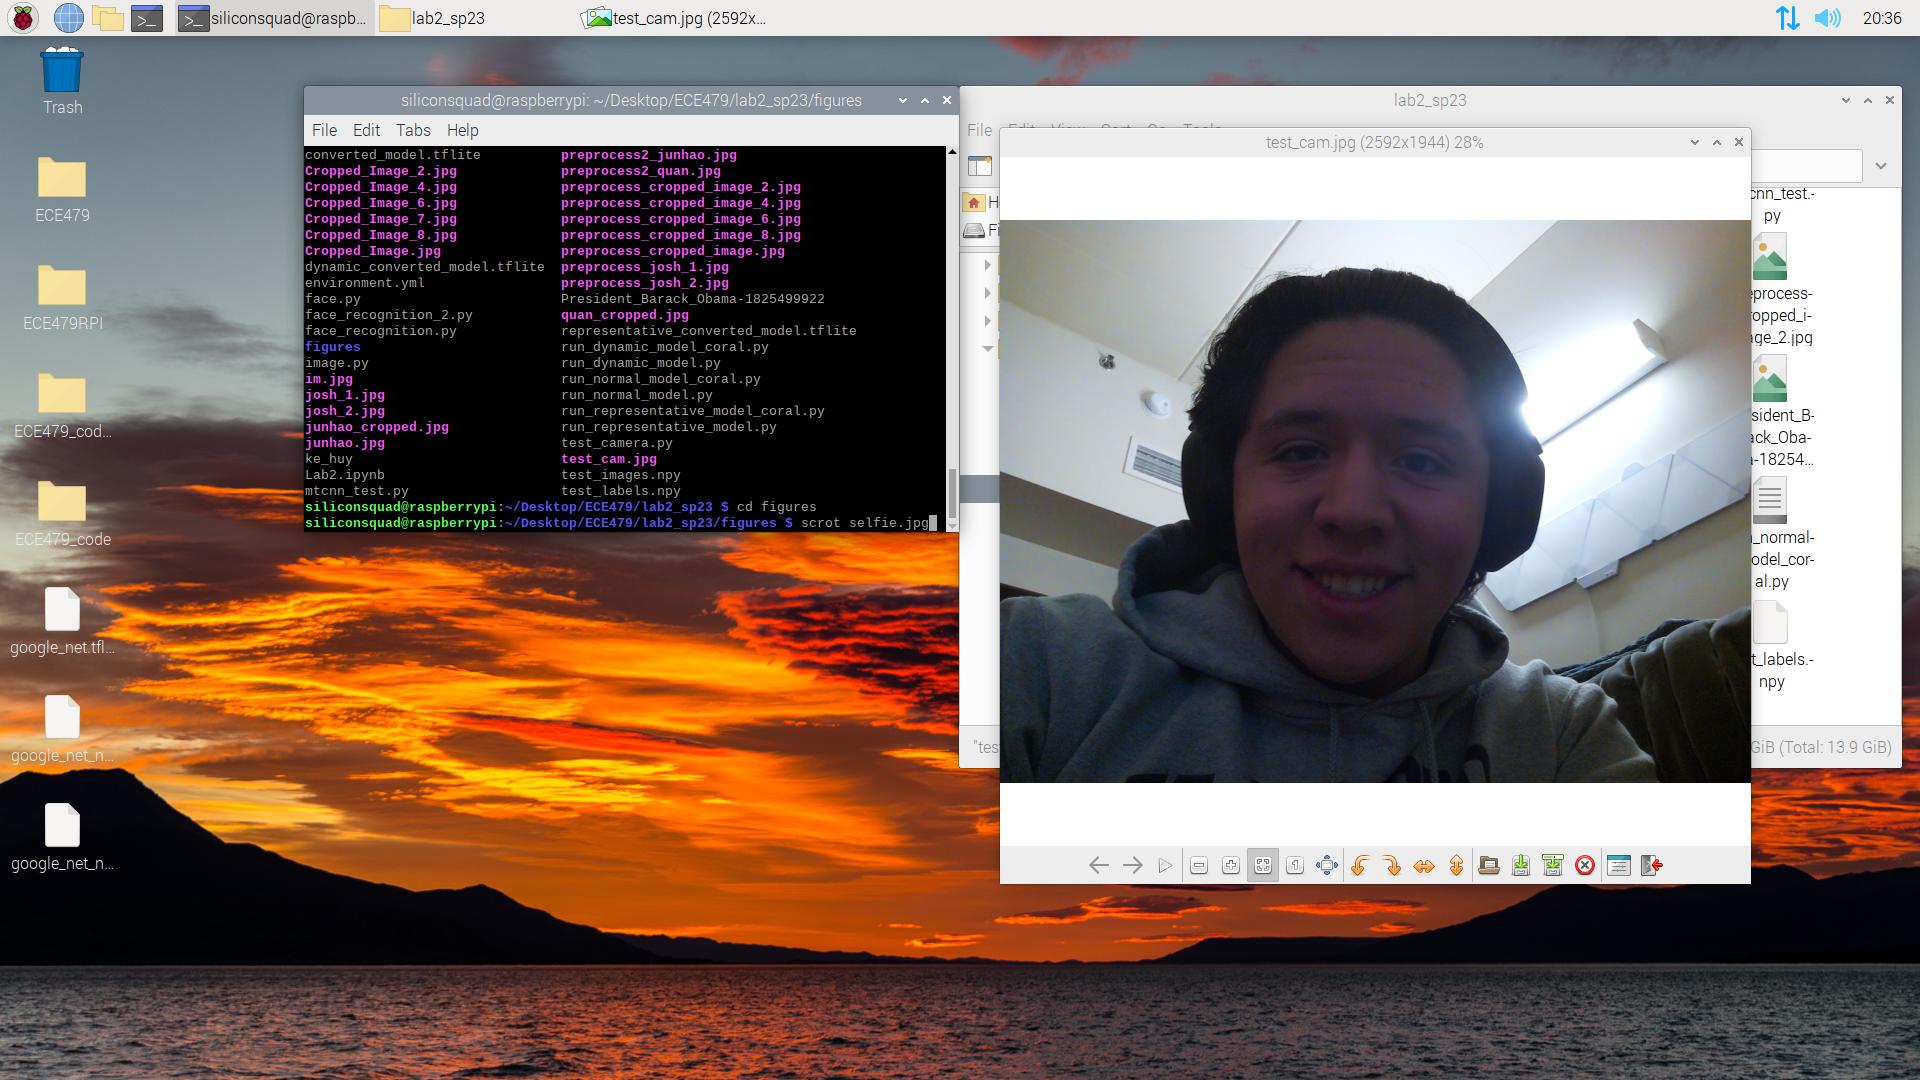 siliconsquad@raspb...
lab2_sp23
test_cam.jpg (2592x...
20:36
Trash
ECE479
ECE479RPI
ECE479_cod...
ECE479_code
google_net.tfl...
google_net_n...
google_net_n...
siliconsquad@raspberrypi: ~/Desktop/ECE479/lab2_sp23/figures
File Edit Tabs Help
converted_model.tflite preprocess2_junhao.jpg
Cropped_Image_2.jpg preprocess2_quan.jpg
Cropped_Image_4.jpg preprocess_cropped_image_2.jpg
Cropped_Image_6.jpg preprocess_cropped_image_4.jpg
Cropped_Image_7.jpg preprocess_cropped_image_6.jpg
Cropped_Image_8.jpg preprocess_cropped_image_8.jpg
Cropped_Image.jpg preprocess_cropped_image.jpg
dynamic_converted_model.tflite preprocess_josh_1.jpg
environment.yml preprocess_josh_2.jpg
face.py President_Barack_Obama-1825499922
face_recognition_2.py quan_cropped.jpg
face_recognition.py representative_converted_model.tflite
figures run_dynamic_model_coral.py
image.py run_dynamic_model.py
im.jpg run_normal_model_coral.py
josh_1.jpg run_normal_model.py
josh_2.jpg run_representative_model_coral.py
junhao_cropped.jpg run_representative_model.py
junhao.jpg test_camera.py
ke_huy test_cam.jpg
Lab2.ipynb test_images.npy
mtcnn_test.py test_labels.npy
siliconsquad@raspberrypi:~/Desktop/ECE479/lab2_sp23 $ cd figures
siliconsquad@raspberrypi:~/Desktop/ECE479/lab2_sp23/figures $ scrot selfie.jpg
lab2_sp23
File Edit View Sort Go Tools
test_cam.jpg (2592x1944) 28%
H
Fi
cnn_test.-
py
eprocess-
ropped_i-
age_2.jpg
sident_B-
ack_Oba-
a-18254...
n_normal-
odel_cor-
al.py
t_labels.-
npy
"tes
GiB (Total: 13.9 GiB)